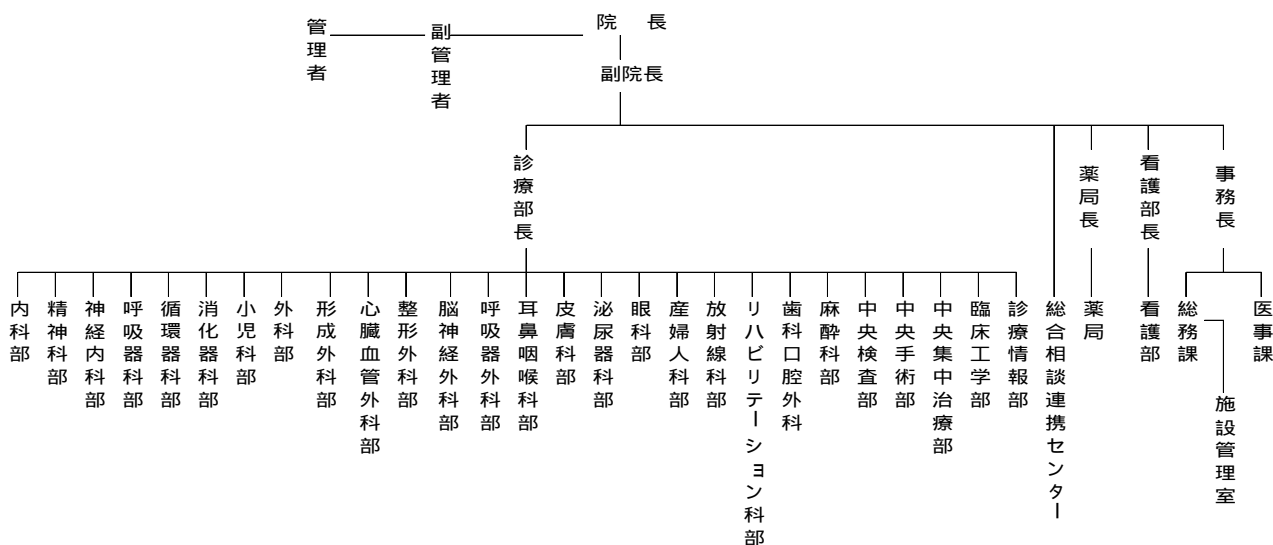 管理者
副管理者
院　長
副院長
診療部長
薬局長
看護部長
事務長
内科部
精神科部
神経内科部
呼吸器科部
循環器科部
消化器科部
小児科部
外科部
形成外科部
心臓血管外科部
整形外科部
脳神経外科部
呼吸器外科部
耳鼻咽喉科部
皮膚科部
泌尿器科部
眼科部
産婦人科部
放射線科部
リハビリテーション科部
歯科口腔外科
麻酔科部
中央検査部
中央手術部
中央集中治療部
臨床工学部
診療情報部
総合相談連携センター
薬局
看護部
総務課
施設管理室
医事課